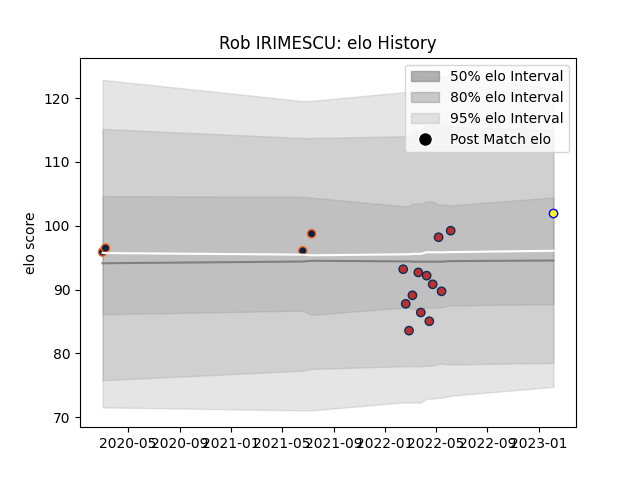 Rob IRIMESCU: elo History
50% elo Interval
80% elo Interval
95% elo Interval
Post Match elo
elo score
120
110
100
90
80
70
2020-05
2020-09
2021-01
2021-05
2021-09
2022-01
2022-05
2022-09
2023-01